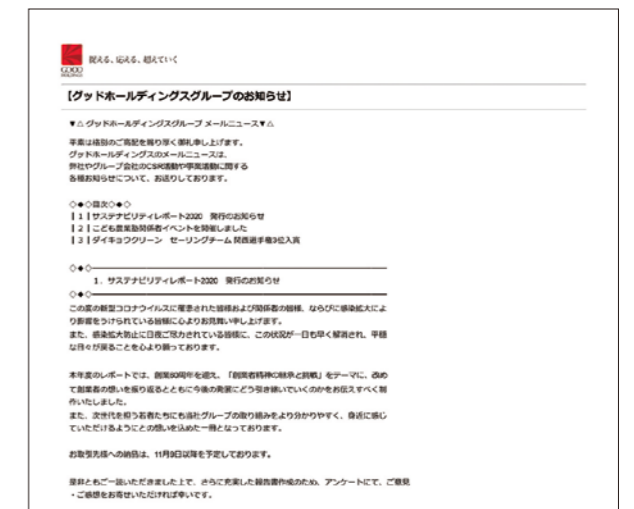 捉える、応える、超えていく
GOOD
HOLDINGS
【グッドホールディングスグループのお知らせ】
▼△グッドホールディングスグループ メールニュース▼△
平素は格別のご高配を賜り厚く御礼申し上げます。
グッドホールディングスのメールニュースは、
弊社やグループ会社のCSR活動や事業活動に関する
各種お知らせについて、お送りしております。
◇◆◇目次◇◆◇
┃1┃サステナビリティレポート2020 発行のお知らせ
┃2┃こども農業塾関係者イベントを開催しました
┃3┃ダイキョウクリーン セーリングチーム 関西選手権3位入賞
◇◆◇━━━━━━━━━━━━━━━━━━━━
1．サステナビリティレポート2020 発行のお知らせ
◇◆◇━━━━━━━━━━━━━━━━━━━━
この度の新型コロナウイルスに罹患された皆様および関係者の皆様、ならびに感染拡大によ
り影響をうけられている皆様に心よりお見舞い申し上げます。
また、感染拡大防止に日夜ご尽力されている皆様に、この状況が一日も早く解消され、平穏
な日々が戻ることを心より願っております。
本年度のレポートでは、創業80周年を迎え、「創業者精神の継承と挑戦」をテーマに、改め
て創業者の想いを振り返るとともに今後の発展にどう引き継いでいくのかをお伝えすべく制
作いたしました。
また、次世代を担う若者たちにも当社グループの取り組みをより分かりやすく、身近に感じ
ていただけるようにとの想いを込めた一冊となっております。
お取引先様への納品は、11月9日以降を予定しております。
是非ともご一読いただきました上で、さらに充実した報告書作成のため、アンケートにて、ご意見
・ご感想をお寄せいただければ幸いです。